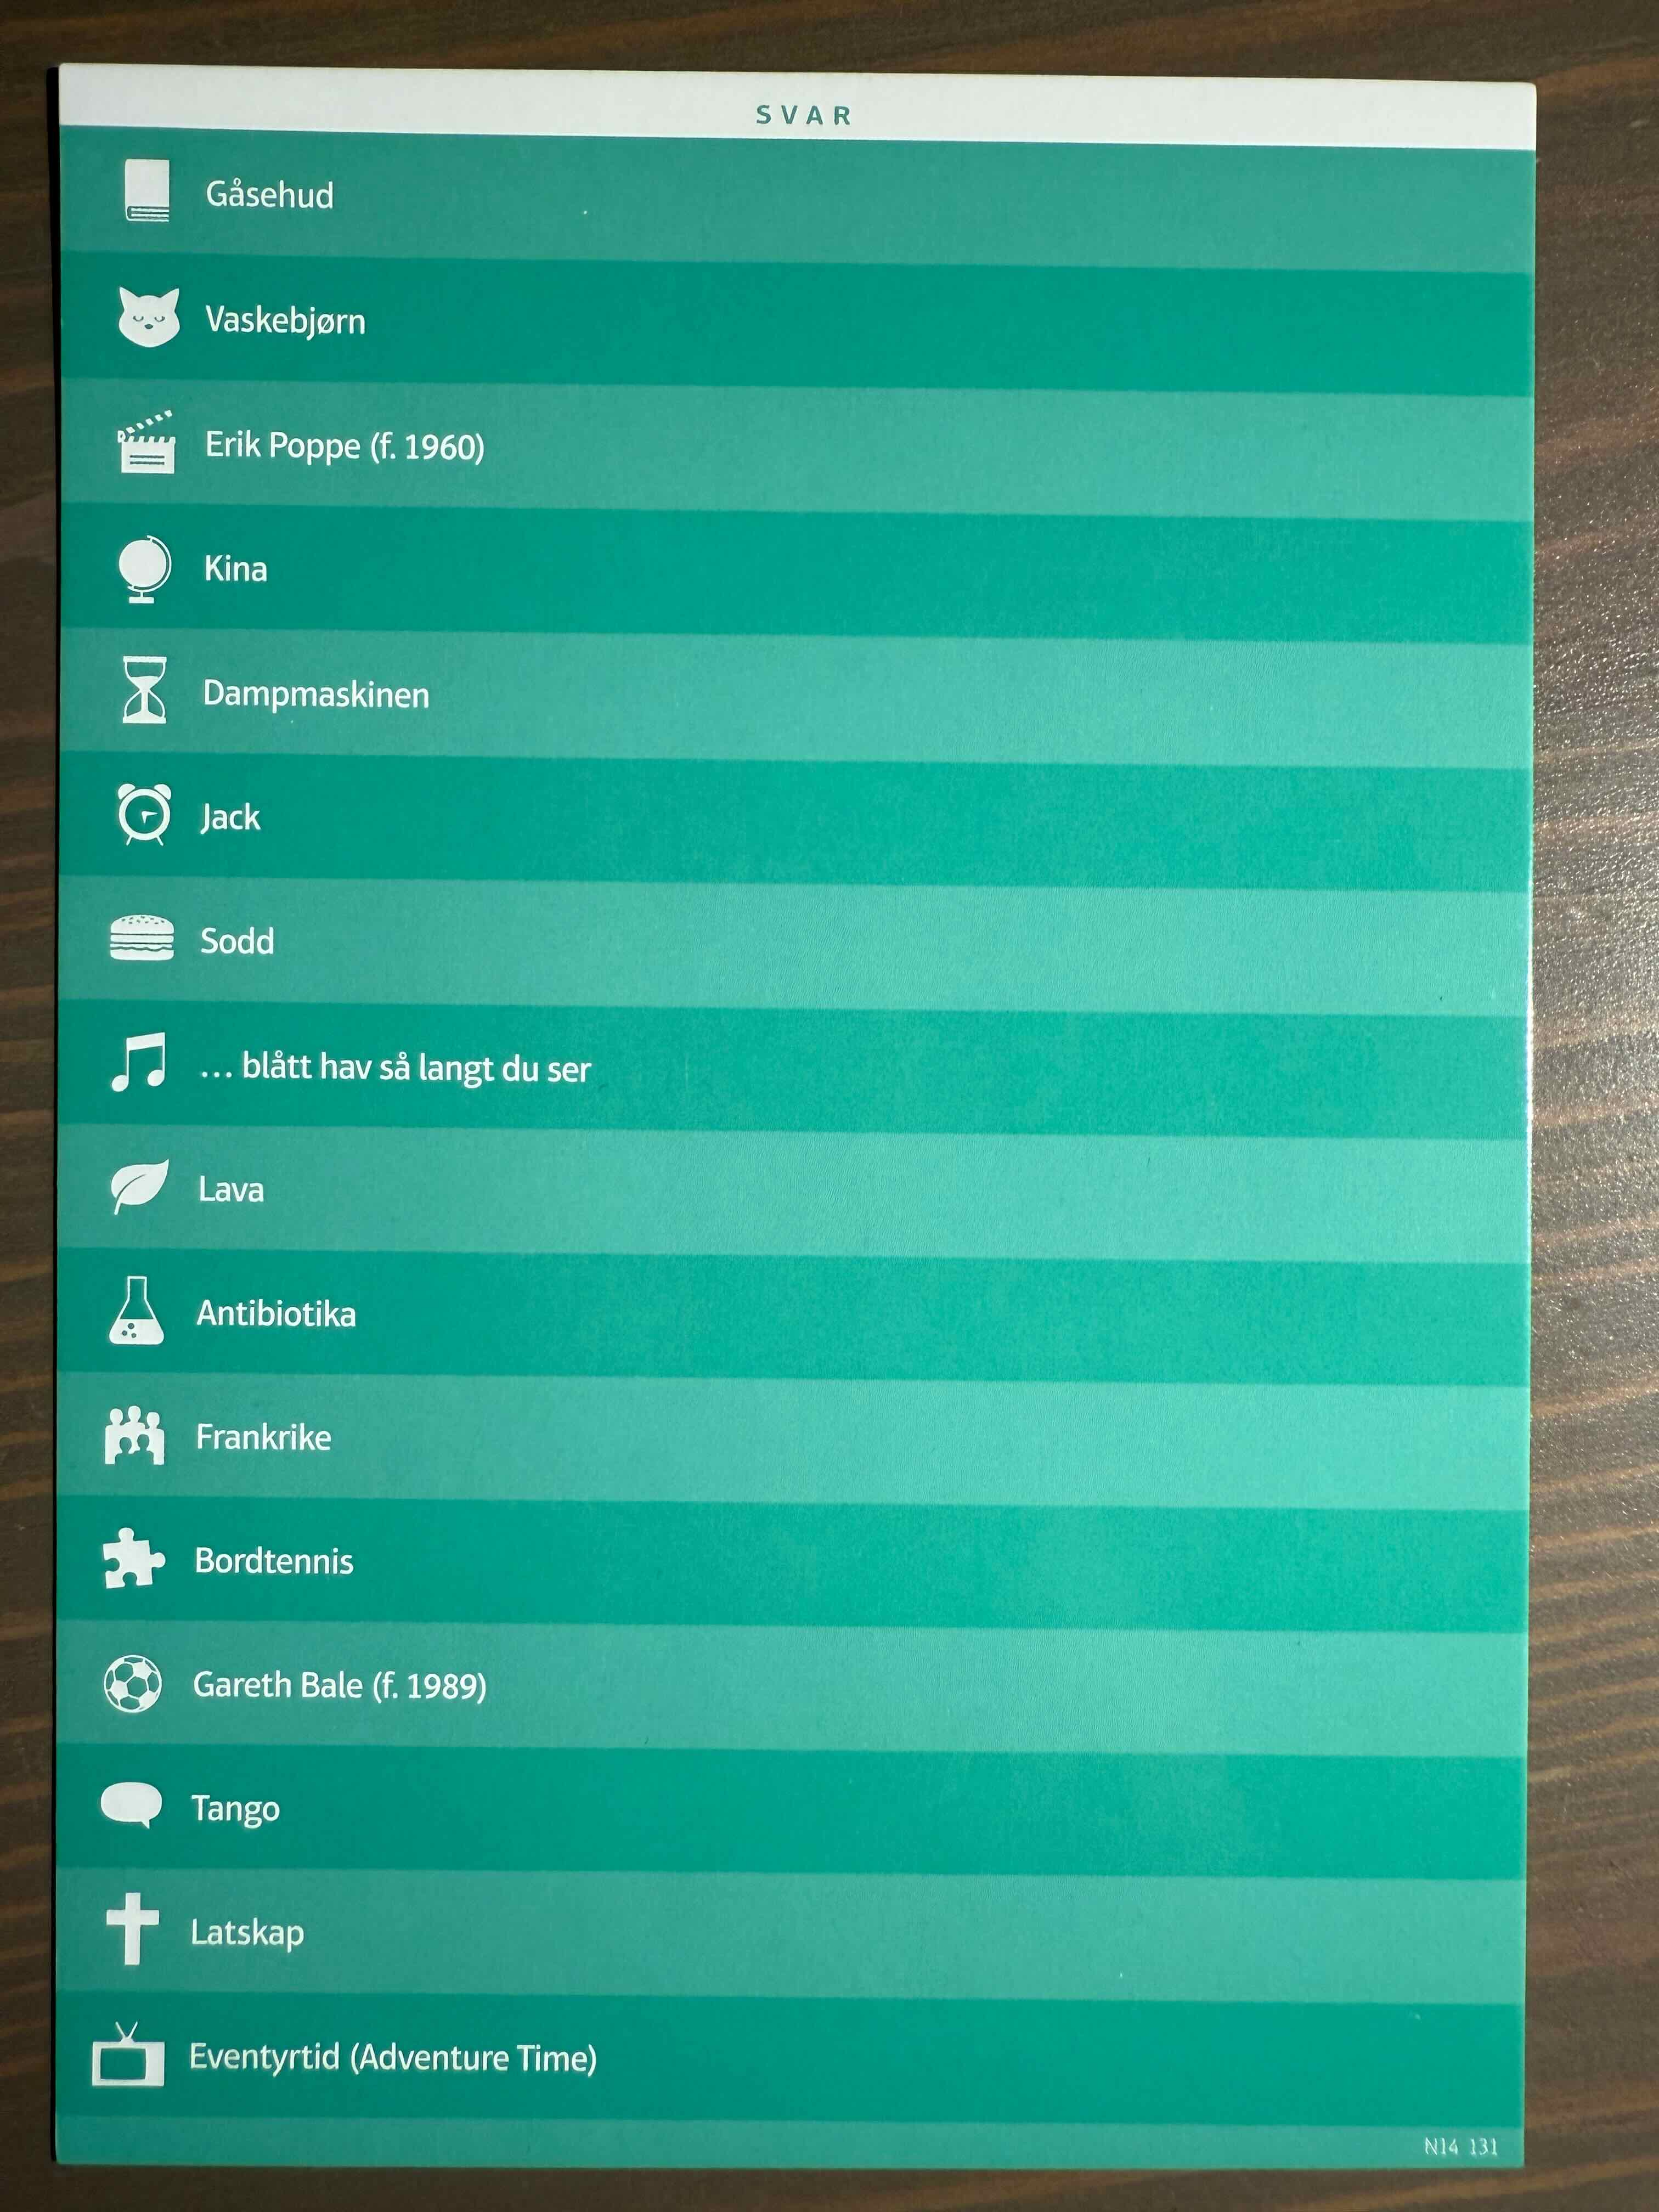 SVAR
Gåsehud
Vaskebjørn
Erik Poppe (f. 1960)
Kina
Dampmaskinen
Jack
Sodd
... blått hav så langt du ser
Lava
Antibiotika
Frankrike
Bordtennis
Gareth Bale (f. 1989)
Tango
Latskap
Eventyrtid (Adventure Time)
N14 131